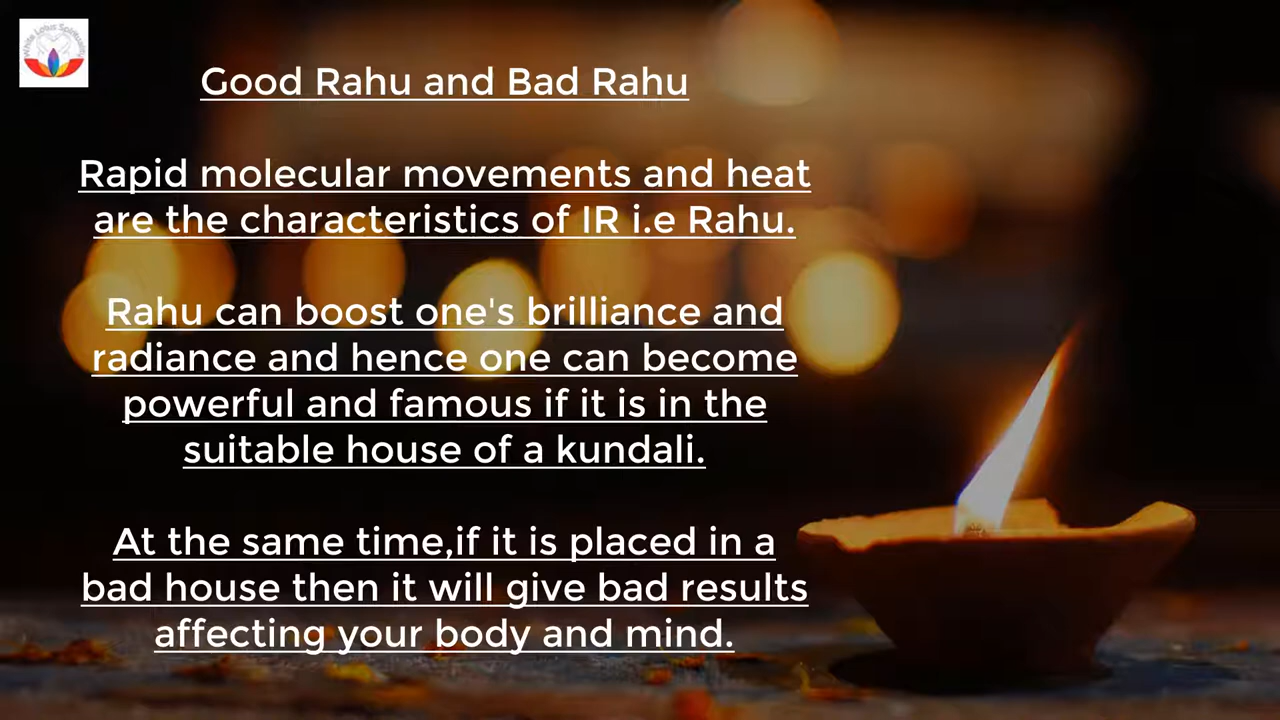 White Lotus Spirituality
Good Rahu and Bad Rahu
Rapid molecular movements and heat
are the characteristics of IR i.e Rahu.
Rahu can boost one's brilliance and
radiance and hence one can become
powerful and famous if it is in the
suitable house of a kundali.
At the same time,if it is placed in a
bad house then it will give bad results
affecting your body and mind.